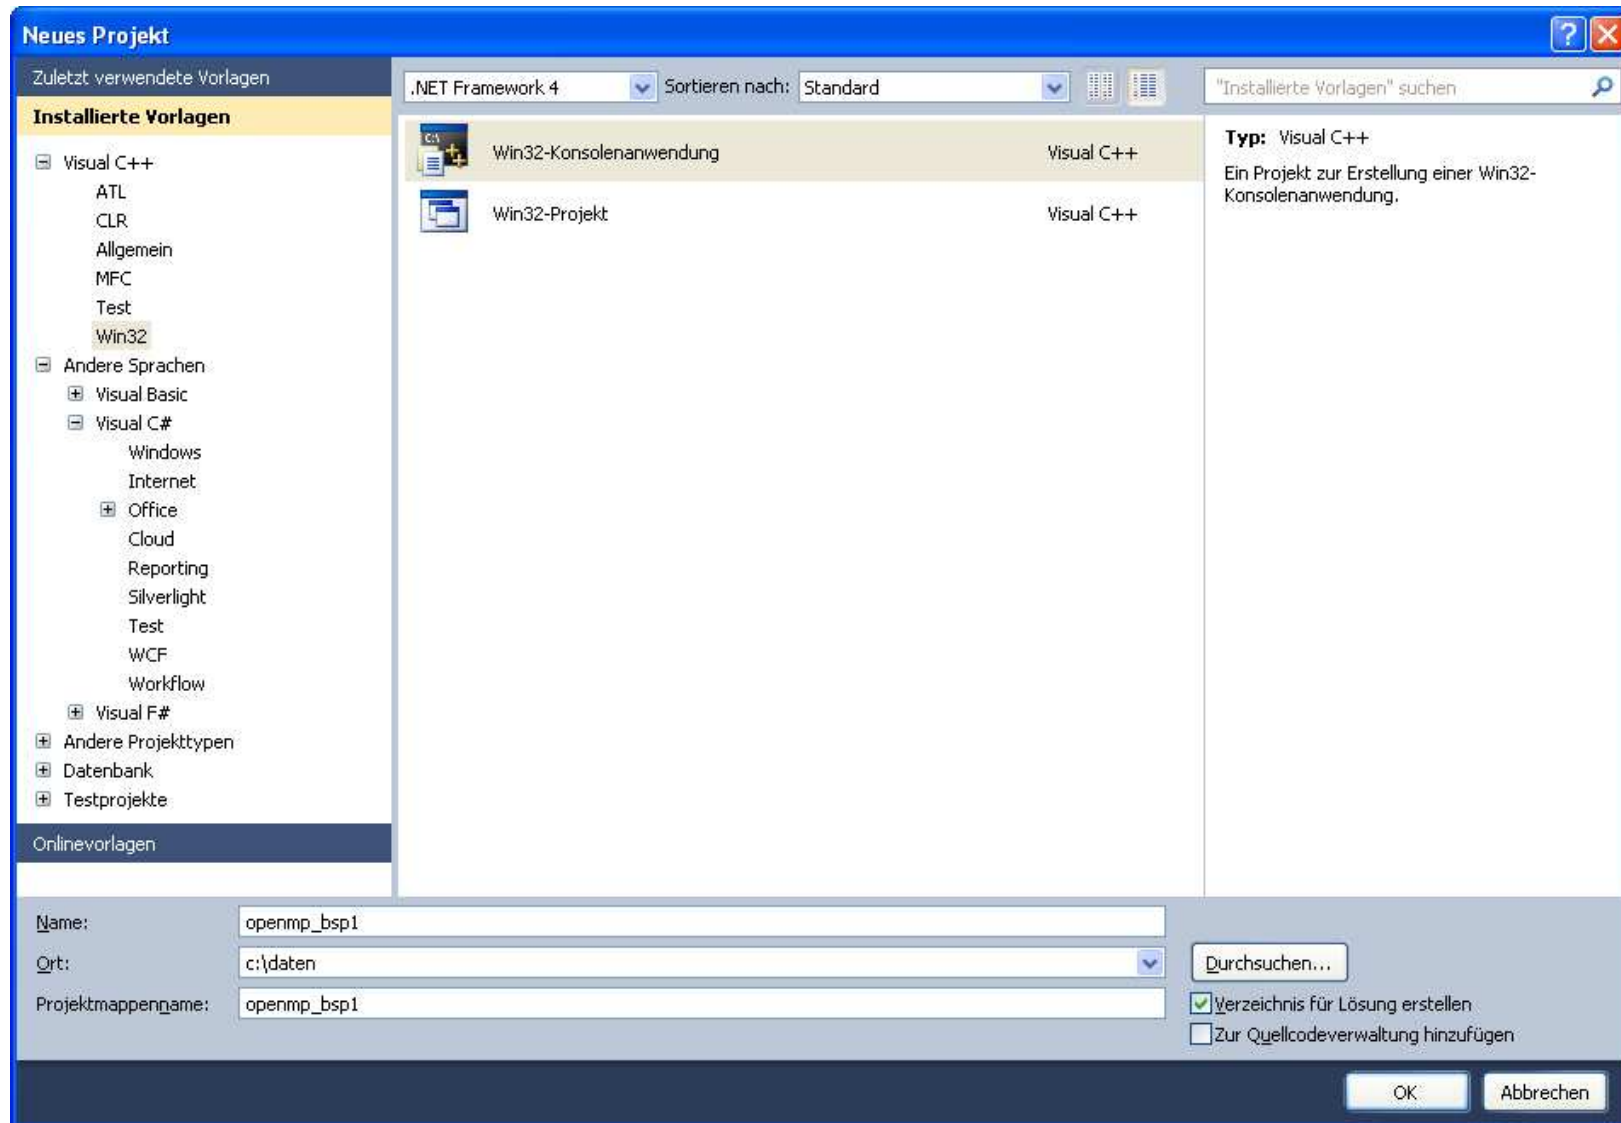 Neues Projekt
Zuletzt verwendete Vorlagen
Installierte Vorlagen
Visual C++
ATL
CLR
Allgemein
MFC
Test
Win32
Andere Sprachen
Visual Basic
Visual C#
Windows
Internet
Office
Cloud
Reporting
Silverlight
Test
WCF
Workflow
Visual F#
Andere Projekttypen
Datenbank
Testprojekte
Onlinevorlagen
.NET Framework 4 Sortieren nach: Standard
C:\
Win32-Konsolenanwendung Visual C++
Win32-Projekt Visual C++
"Installierte Vorlagen" suchen
Typ: Visual C++
Ein Projekt zur Erstellung einer Win32-
Konsolenanwendung.
Name: openmp_bsp1
Ort: c:\daten Durchsuchen...
Projektmappenname: openmp_bsp1
Verzeichnis für Lösung erstellen
Zur Quellcodeverwaltung hinzufügen
OK Abbrechen